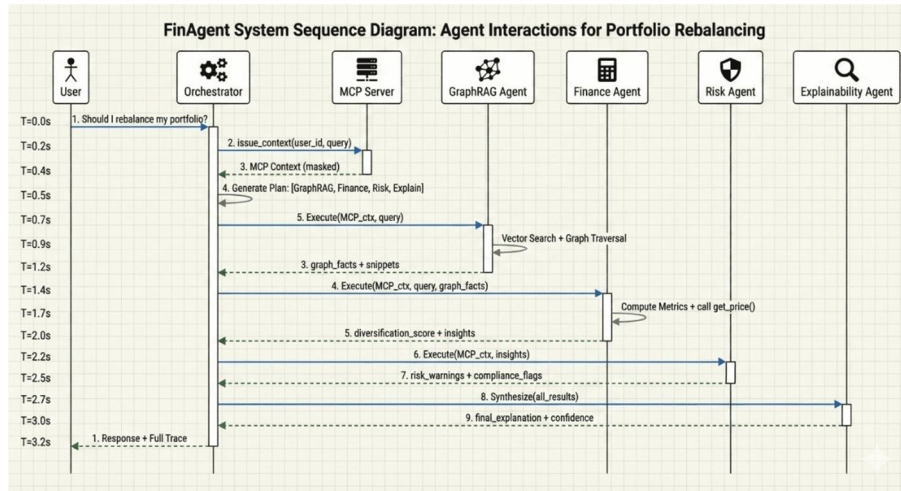 FinAgent System Sequence Diagram: Agent Interactions for Portfolio Rebalancing
User
Orchestrator
MCP Server
GraphRAG Agent
Finance Agent
Risk Agent
Explainability Agent
T=0.0s
1. Should I rebalance my portfolio?
T=0.2s
2. issue_context(user_id, query)
T=0.4s
3. MCP Context (masked)
T=0.5s
4. Generate Plan: [GraphRAG, Finance, Risk, Explain]
T=0.7s
5. Execute(MCP_ctx, query)
T=0.9s
Vector Search + Graph Traversal
T=1.2s
3. graph_facts + snippets
T=1.4s
4. Execute(MCP_ctx, query, graph_facts)
T=1.7s
Compute Metrics + call get_price()
T=2.0s
5. diversification_score + insights
T=2.2s
6. Execute(MCP_ctx, insights)
T=2.5s
7. risk_warnings + compliance_flags
T=2.7s
8. Synthesize(all_results)
T=3.0s
9. final_explanation + confidence
T=3.2s
1. Response + Full Trace